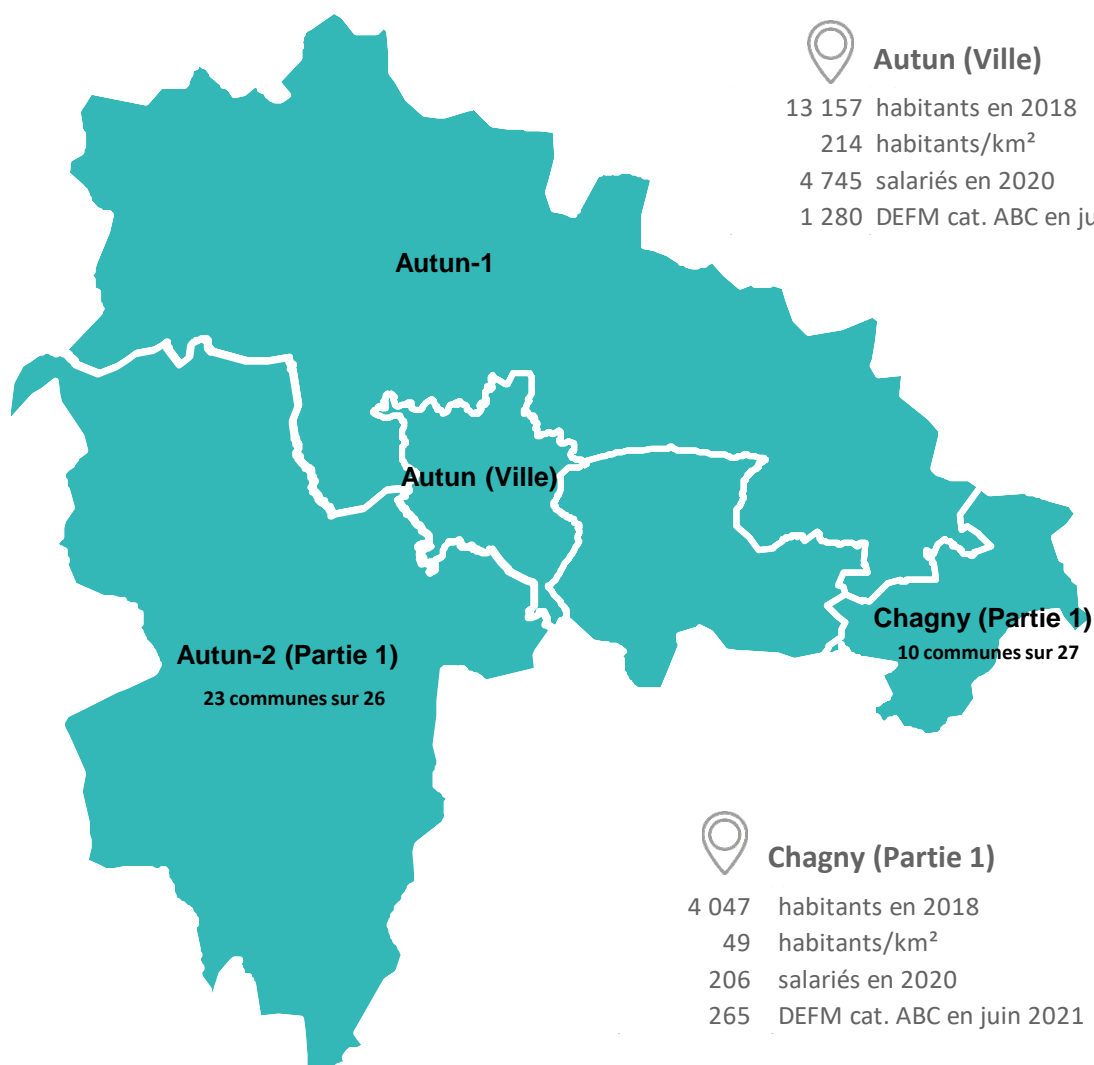 Autun (Ville)
13 157 habitants en 2018
214 habitants/km²
4 745 salariés en 2020
1 280 DEFM cat. ABC en
Autun-1
Autun (Ville)
Chagny (Partie 1)
10 communes sur 27
Autun-2 (Partie 1)
23 communes sur 26
Chagny (Partie 1)
4 047 habitants en 2018
49 habitants/km²
206 salariés en 2020
265 DEFM cat. ABC en juin 2021